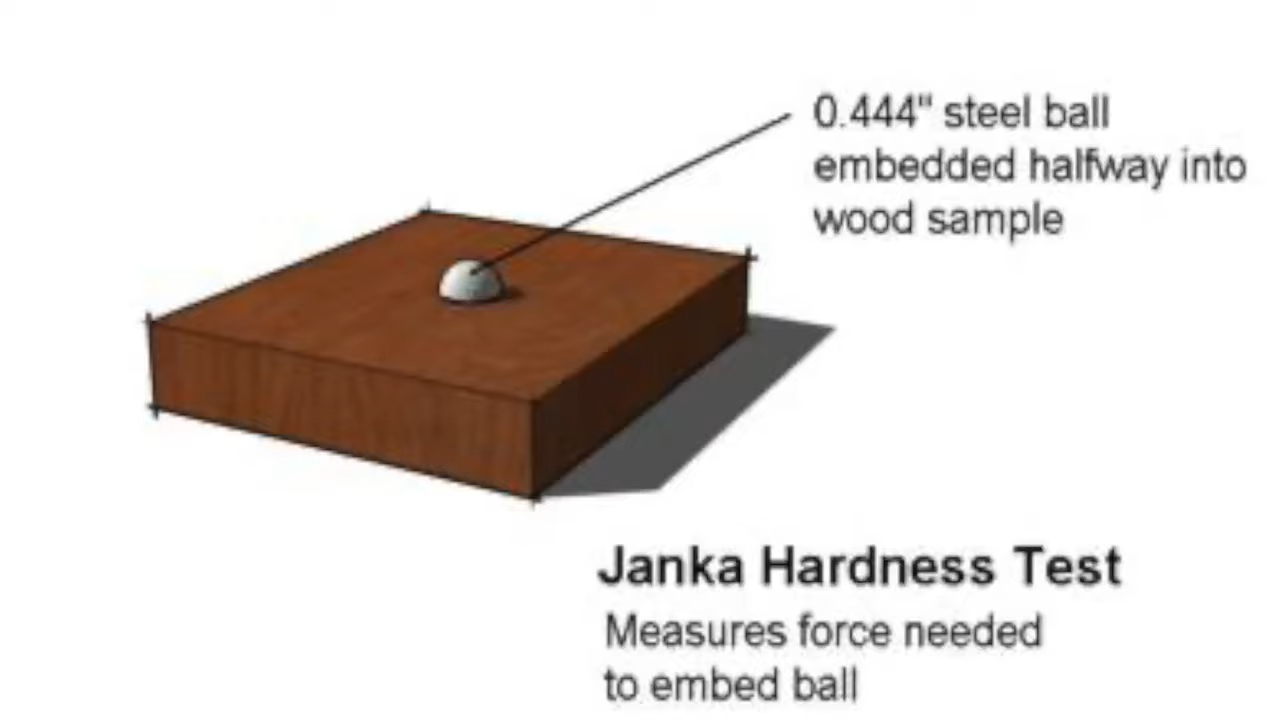 0.444" steel ball
embedded halfway into
wood sample
Janka Hardness Test
Measures force needed
to embed ball